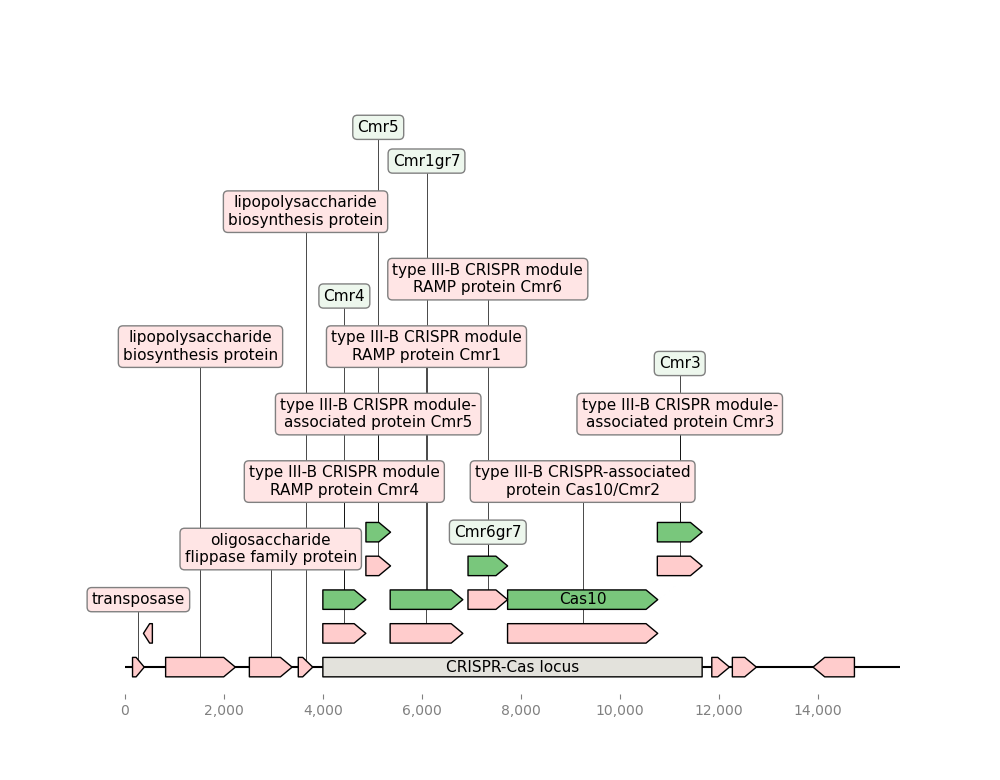 Cmr5
Cmr1gr7
lipopolysaccharide
biosynthesis protein
type III-B CRISPR module
RAMP protein Cmr6
Cmr4
lipopolysaccharide
biosynthesis protein
type III-B CRISPR module
RAMP protein Cmr1
Cmr3
type III-B CRISPR module-
associated protein Cmr5
type III-B CRISPR module-
associated protein Cmr3
type III-B CRISPR module
RAMP protein Cmr4
type III-B CRISPR-associated
protein Cas10/Cmr2
Cmr6gr7
oligosaccharide
flippase family protein
transposase
Cas10
CRISPR-Cas locus
0
2,000
4,000
6,000
8,000
10,000
12,000
14,000